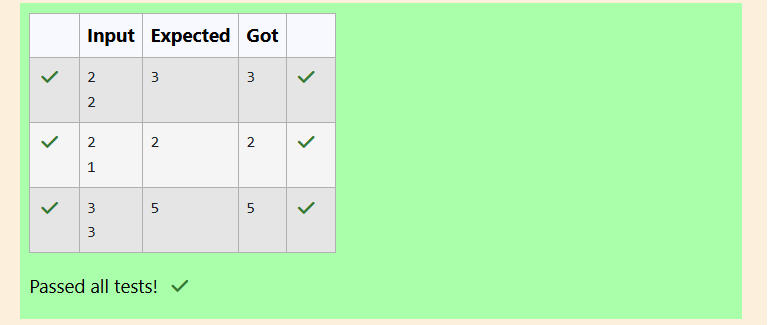 Input Expected Got
2 3 3
2
2 2 2
1
3 5 5
3
Passed all tests!